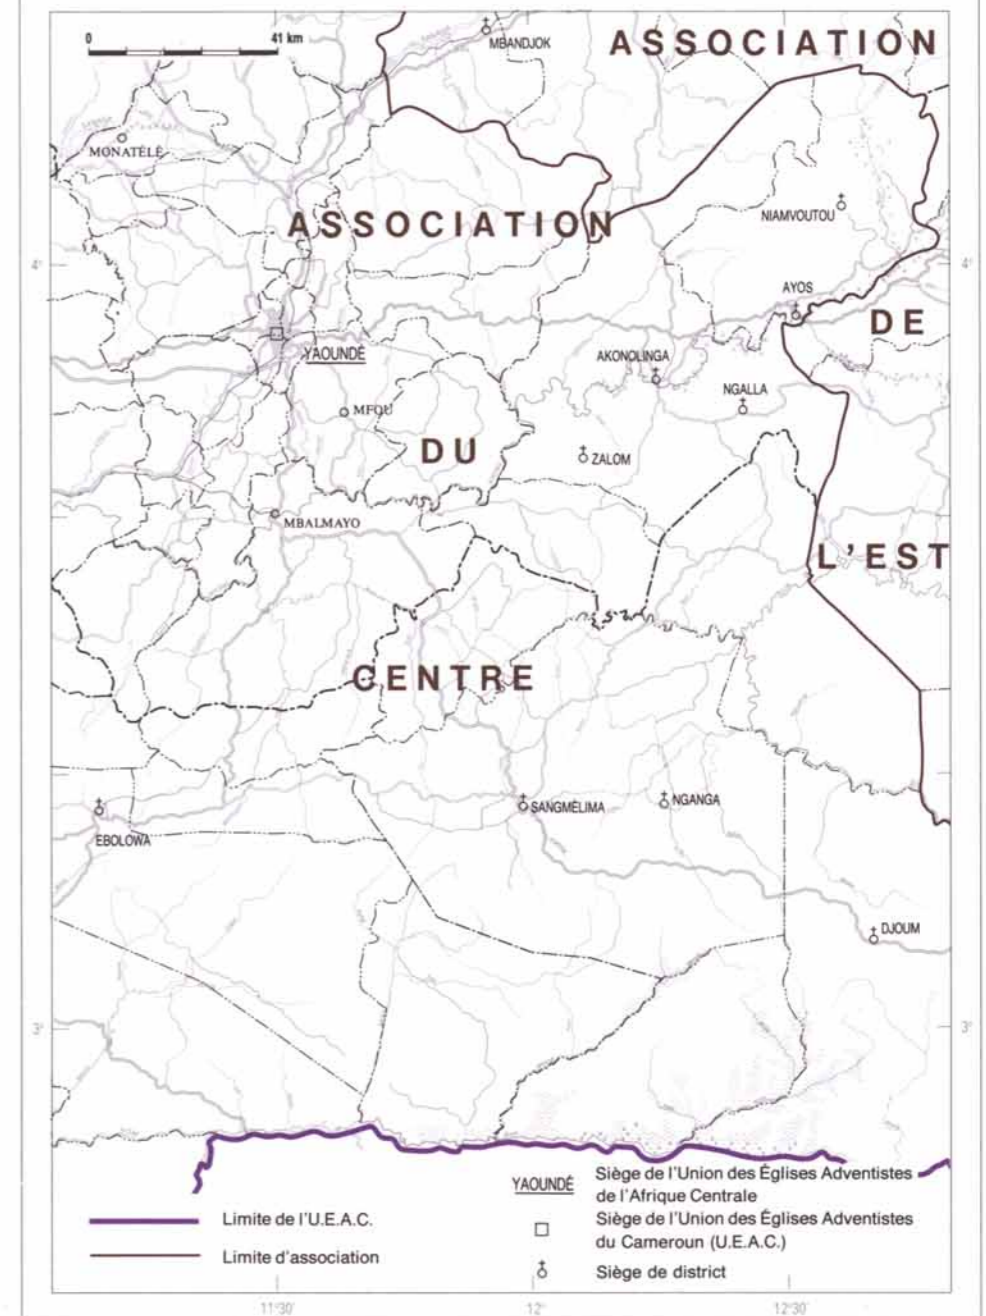 0 41 km
MBANDJOK
ASSOCIATION
MONATÉLÉ
NIAMVOUTOU
ASSOCIATION
4° 4°
AYOS
DE
YAOUNDÉ
AKONOLINGA
NGALLA
MFOU
DU
ZALOM
MBALMAYO
L'EST
CENTRE
SANGMÉLIMA
NGANGA
EBOLOWA
DJOUM
3° 3°
Limite de l'U.E.A.C.
Limite d'association
YAOUNDÉ Siège de l'Union des Églises Adventistes
de l'Afrique Centrale
Siège de l'Union des Églises Adventistes
du Cameroun (U.E.A.C.)
Siège de district
11°30 12° 12°30